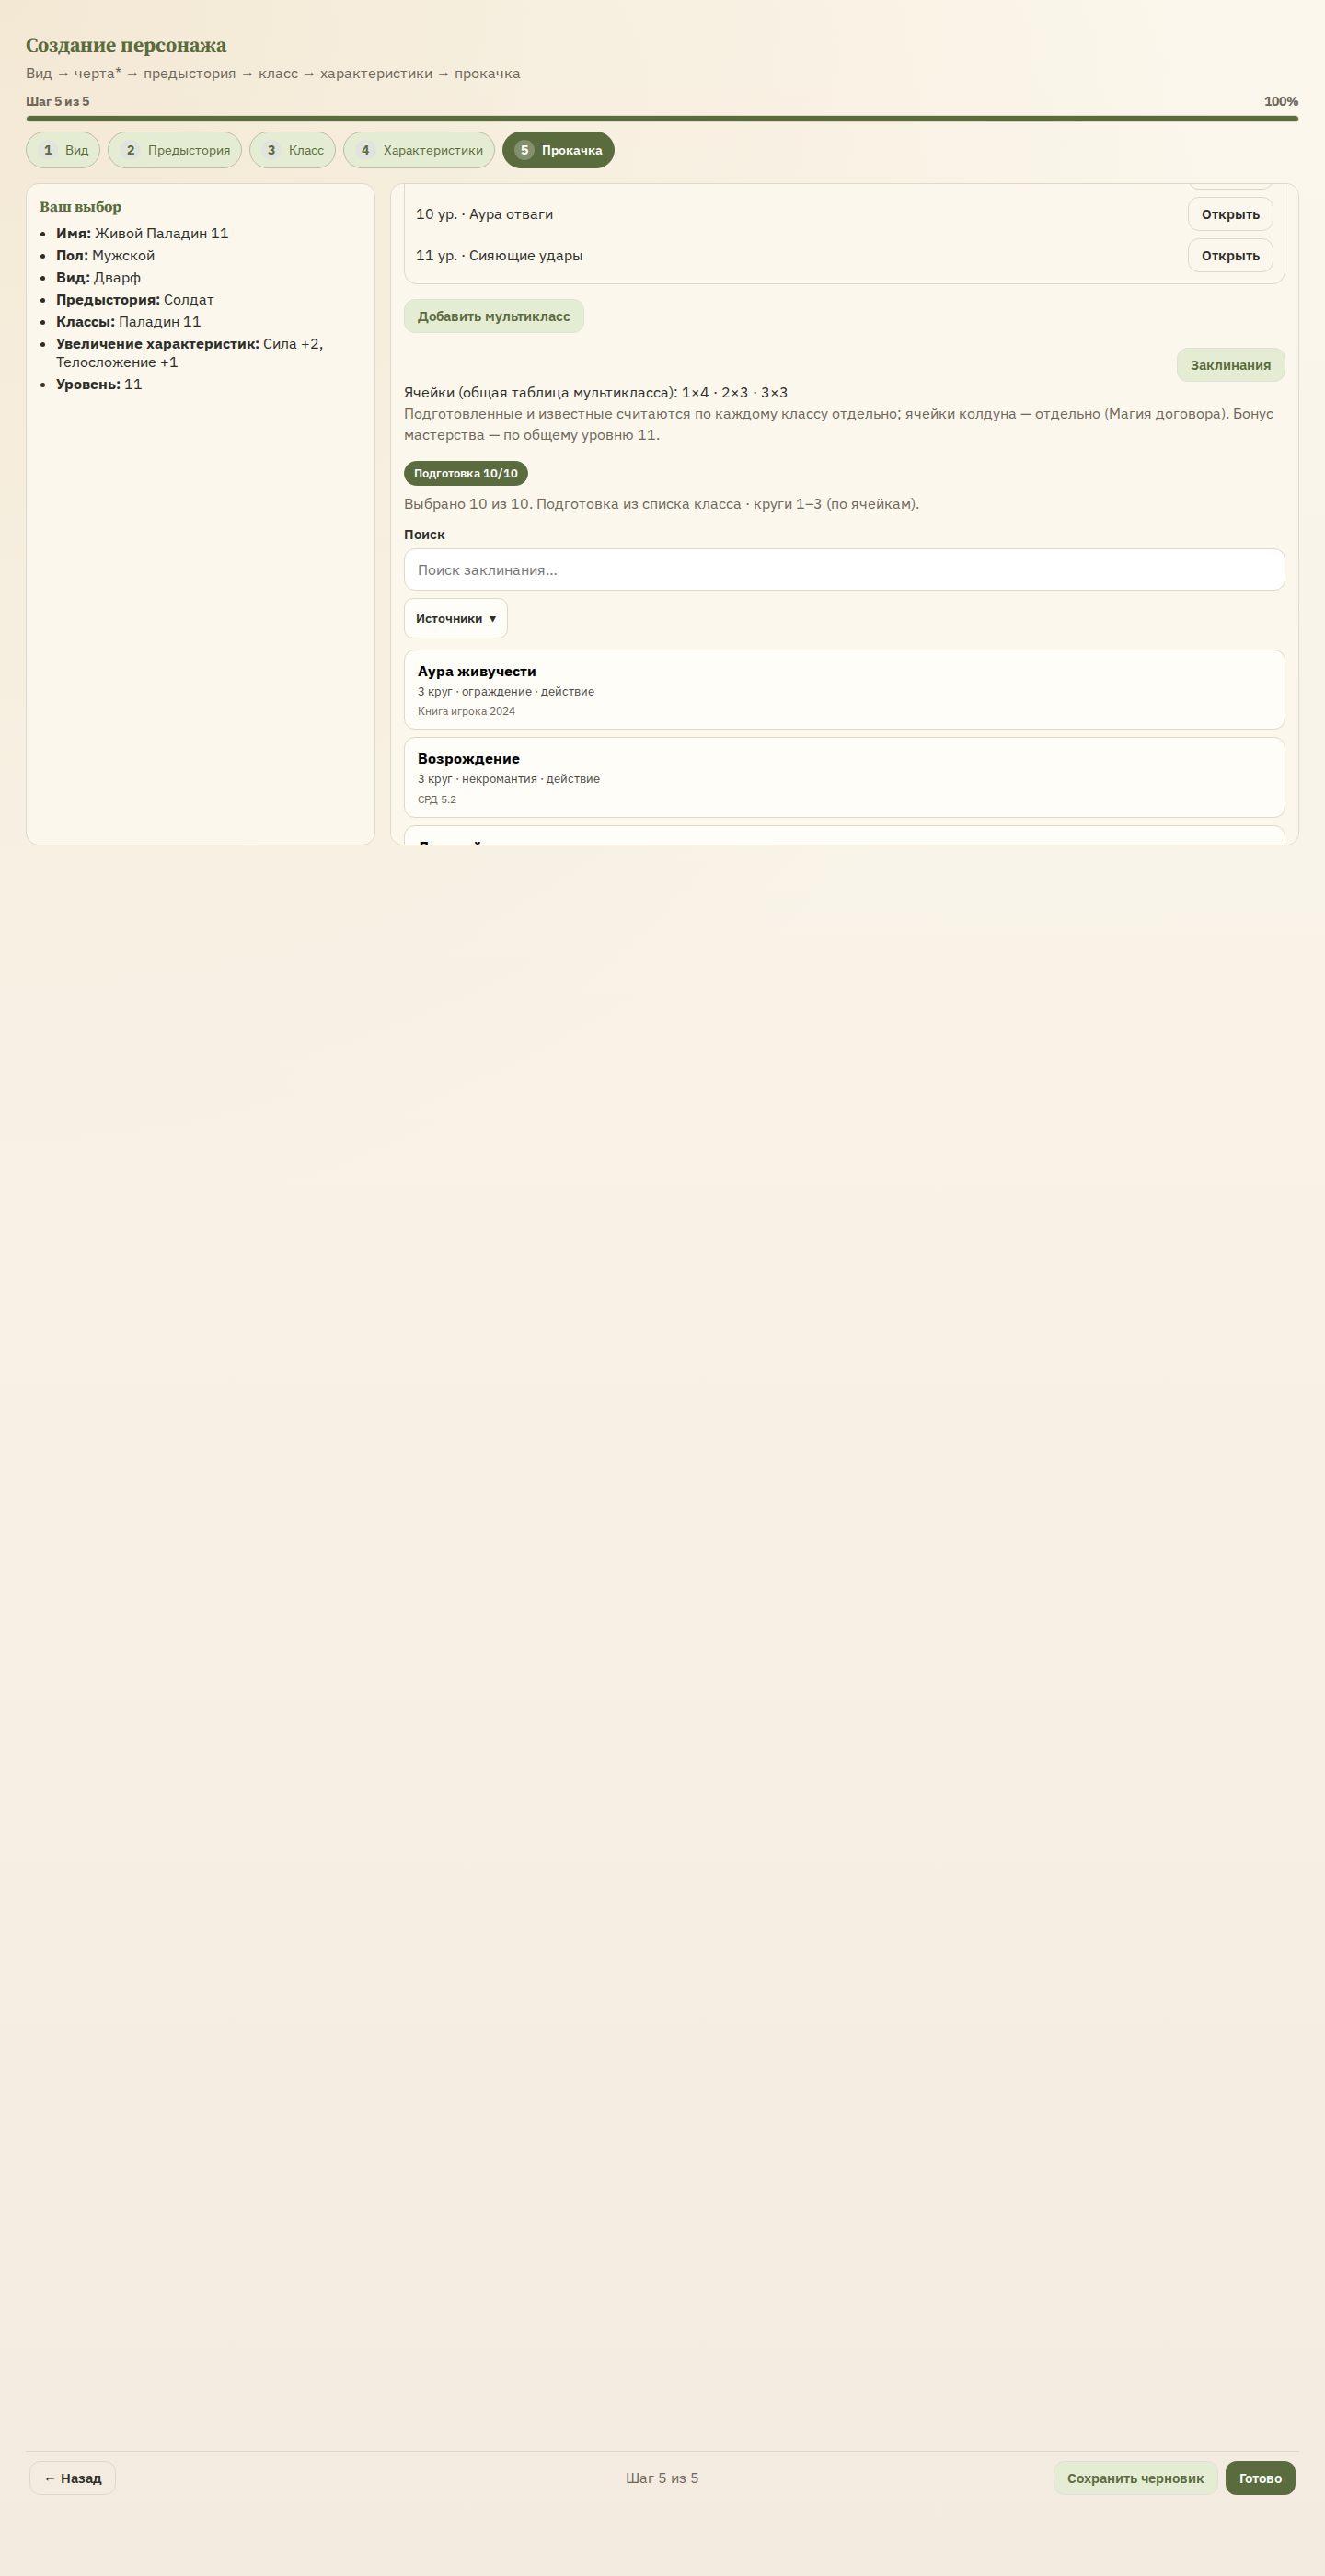 Создание персонажа
Вид → черта* → предыстория → класс → характеристики → прокачка
Шаг 5 из 5
100%
1 Вид
2 Предыстория
3 Класс
4 Характеристики
5 Прокачка
Ваш выбор
• Имя: Живой Паладин 11
• Пол: Мужской
• Вид: Дварф
• Предыстория: Солдат
• Классы: Паладин 11
• Увеличение характеристик: Сила +2,
Телосложение +1
• Уровень: 11
10 ур. · Аура отваги
Открыть
11 ур. · Сияющие удары
Открыть
Добавить мультикласс
Заклинания
Ячейки (общая таблица мультикласса): 1×4 · 2×3 · 3×3
Подготовленные и известные считаются по каждому классу отдельно; ячейки колдуна — отдельно (Магия договора). Бонус
мастерства — по общему уровню 11.
Подготовка 10/10
Выбрано 10 из 10. Подготовка из списка класса · круги 1–3 (по ячейкам).
Поиск
Поиск заклинания...
Источники ▾
Аура живучести
3 круг · ограждение · действие
Книга игрока 2024
Возрождение
3 круг · некромантия · действие
СРД 5.2
← Назад
Шаг 5 из 5
Сохранить черновик
Готово